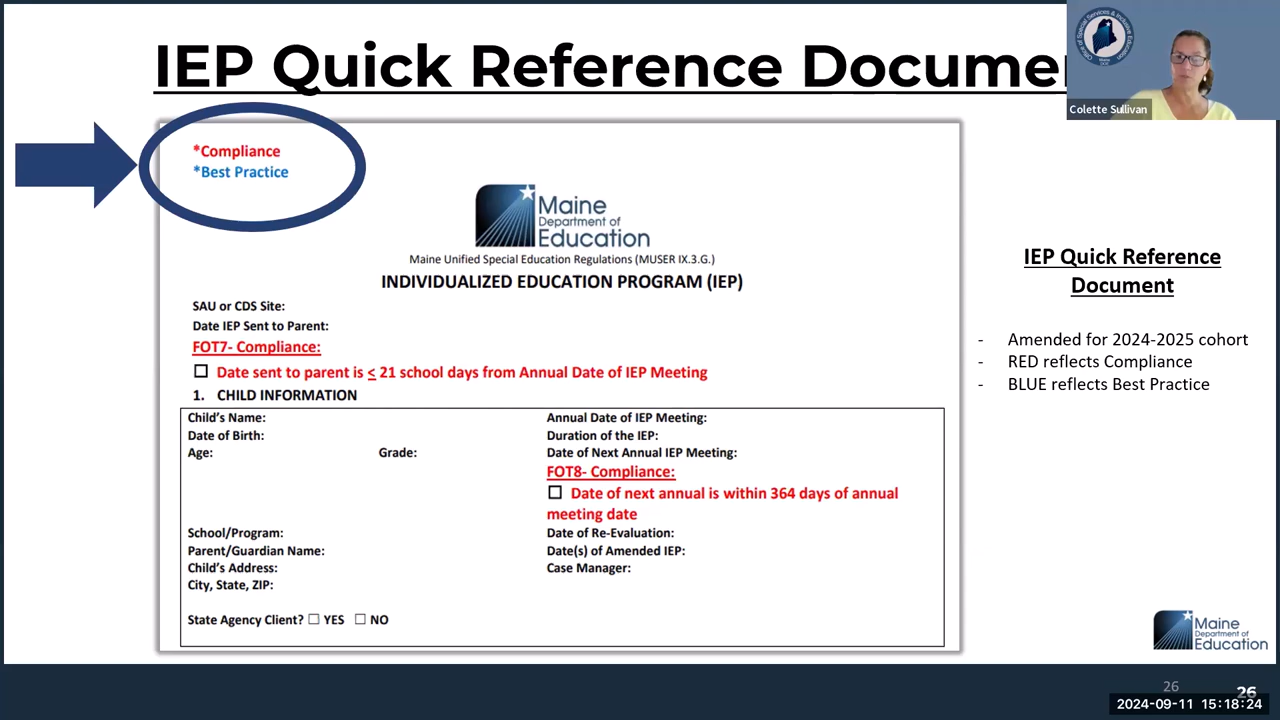 IEP Quick Reference Docume
Colette Sullivan
*Compliance
*Best Practice
Maine
Department of
Education
Maine Unified Special Education Regulations (MUSER IX.3.G.)
INDIVIDUALIZED EDUCATION PROGRAM (IEP)
SAU or CDS Site:
Date IEP Sent to Parent:
FOT7- Compliance:
☐ Date sent to parent is < 21 school days from Annual Date of IEP Meeting
1. CHILD INFORMATION
Child's Name:
Date of Birth:
Age: Grade:
School/Program:
Parent/Guardian Name:
Child's Address:
City, State, ZIP:
State Agency Client? ☐ YES ☐ NO
Annual Date of IEP Meeting:
Duration of the IEP:
Date of Next Annual IEP Meeting:
FOT8- Compliance:
☐ Date of next annual is within 364 days of annual
meeting date
Date of Re-Evaluation:
Date(s) of Amended IEP:
Case Manager:
IEP Quick Reference
Document
- Amended for 2024-2025 cohort
- RED reflects Compliance
- BLUE reflects Best Practice
Maine
Department of
Education
26
26
2024-09-11 15:18:24